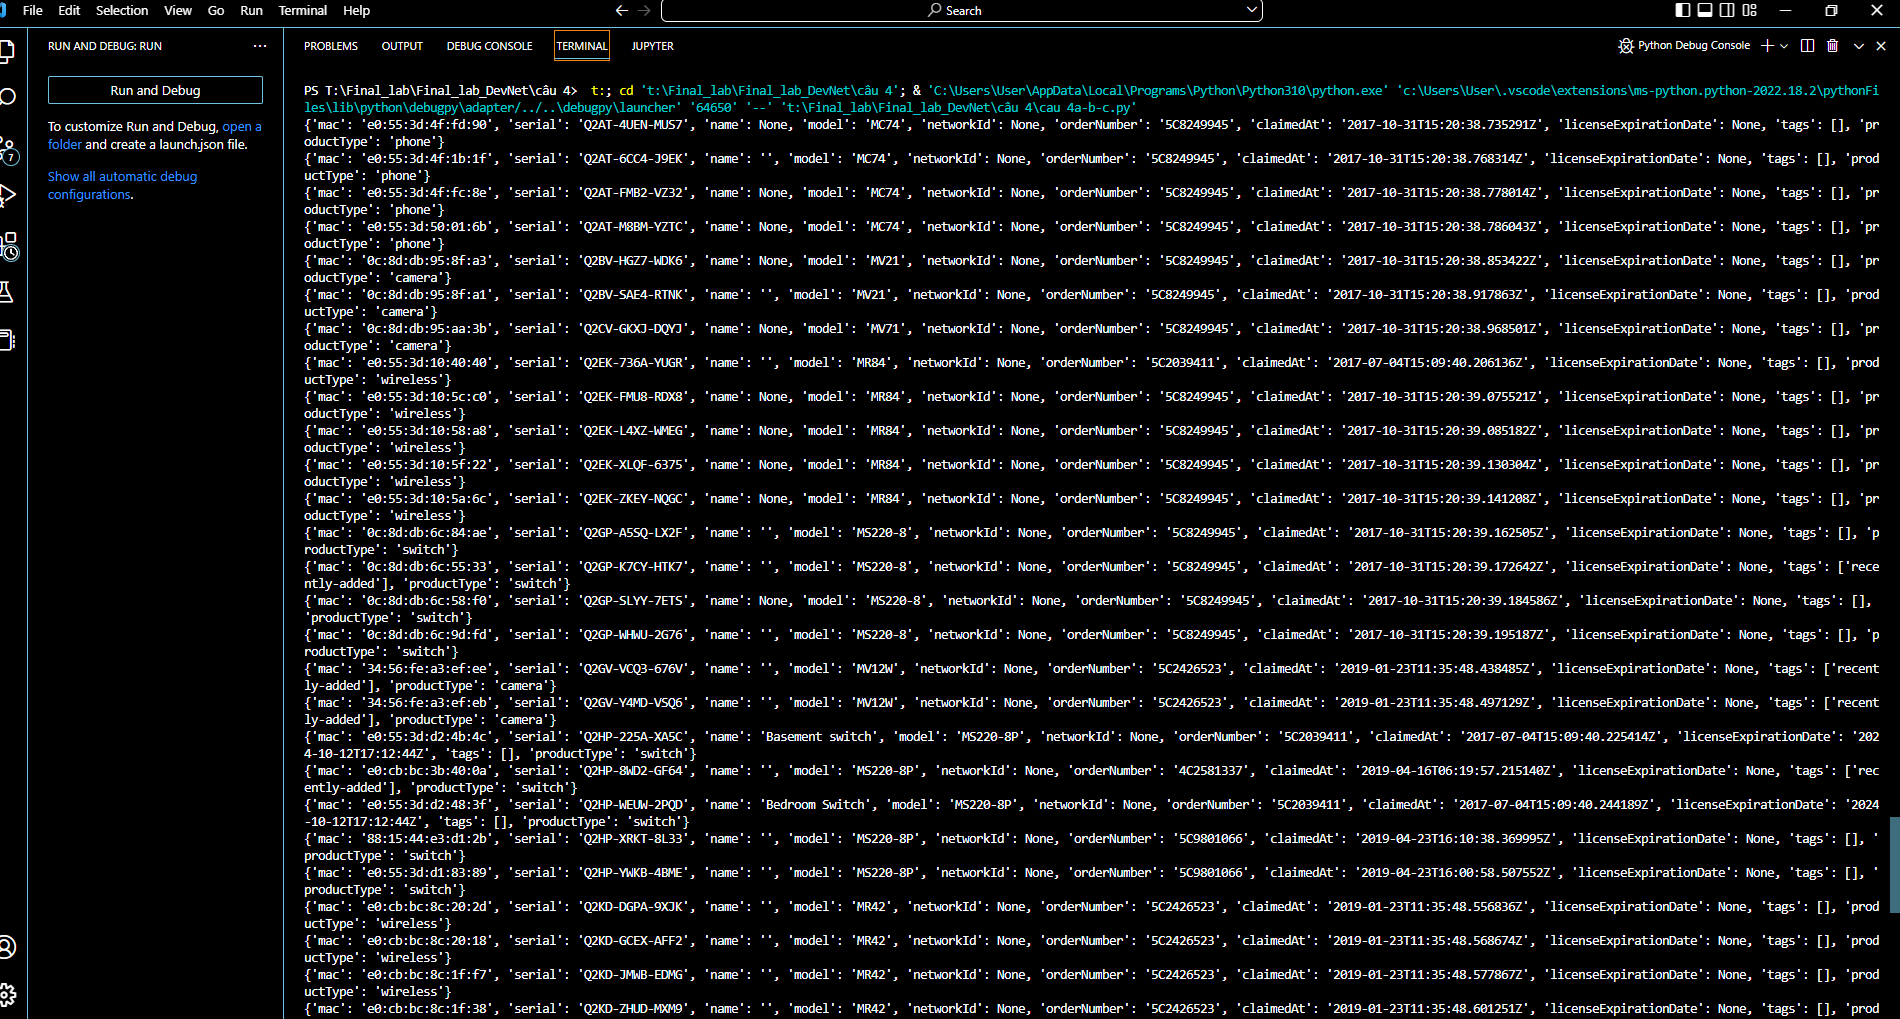 File Edit Selection View Go Run Terminal Help Search
RUN AND DEBUG: RUN ···
PROBLEMS OUTPUT DEBUG CONSOLE TERMINAL JUPYTER
Python Debug Console
Run and Debug
To customize Run and Debug, open a
folder and create a launch.json file.
Show all automatic debug
configurations.
7
PS T:\Final_lab\Final_lab_DevNet\câu 4>  t:; cd 't:\Final_lab\Final_lab_DevNet\câu 4'; & 'C:\Users\User\AppData\Local\Programs\Python\Python310\python.exe' 'c:\Users\User\.vscode\extensions\ms-python.python-2022.18.2\pythonFi
les\lib\python\debugpy\adapter/../..\debugpy\launcher' '64650' '--' 't:\Final_lab\Final_lab_DevNet\câu 4\cau 4a-b-c.py'
{'mac': 'e0:55:3d:4f:fd:90', 'serial': 'Q2AT-4UEN-MUS7', 'name': None, 'model': 'MC74', 'networkId': None, 'orderNumber': '5C8249945', 'claimedAt': '2017-10-31T15:20:38.735291Z', 'licenseExpirationDate': None, 'tags': [], 'pr
oductType': 'phone'}
{'mac': 'e0:55:3d:4f:1b:1f', 'serial': 'Q2AT-6CC4-J9EK', 'name': '', 'model': 'MC74', 'networkId': None, 'orderNumber': '5C8249945', 'claimedAt': '2017-10-31T15:20:38.768314Z', 'licenseExpirationDate': None, 'tags': [], 'prod
uctType': 'phone'}
{'mac': 'e0:55:3d:4f:fc:8e', 'serial': 'Q2AT-FMB2-VZ32', 'name': None, 'model': 'MC74', 'networkId': None, 'orderNumber': '5C8249945', 'claimedAt': '2017-10-31T15:20:38.778014Z', 'licenseExpirationDate': None, 'tags': [], 'pr
oductType': 'phone'}
{'mac': 'e0:55:3d:50:01:6b', 'serial': 'Q2AT-M8BM-YZTC', 'name': None, 'model': 'MC74', 'networkId': None, 'orderNumber': '5C8249945', 'claimedAt': '2017-10-31T15:20:38.786043Z', 'licenseExpirationDate': None, 'tags': [], 'pr
oductType': 'phone'}
{'mac': '0c:8d:db:95:8f:a3', 'serial': 'Q2BV-HGZ7-WDK6', 'name': None, 'model': 'MV21', 'networkId': None, 'orderNumber': '5C8249945', 'claimedAt': '2017-10-31T15:20:38.853422Z', 'licenseExpirationDate': None, 'tags': [], 'pr
oductType': 'camera'}
{'mac': '0c:8d:db:95:8f:a1', 'serial': 'Q2BV-SAE4-RTNK', 'name': '', 'model': 'MV21', 'networkId': None, 'orderNumber': '5C8249945', 'claimedAt': '2017-10-31T15:20:38.917863Z', 'licenseExpirationDate': None, 'tags': [], 'prod
uctType': 'camera'}
{'mac': '0c:8d:db:95:aa:3b', 'serial': 'Q2CV-GKXJ-DQYJ', 'name': None, 'model': 'MV71', 'networkId': None, 'orderNumber': '5C8249945', 'claimedAt': '2017-10-31T15:20:38.968501Z', 'licenseExpirationDate': None, 'tags': [], 'pr
oductType': 'camera'}
{'mac': 'e0:55:3d:10:40:40', 'serial': 'Q2EK-736A-YUGR', 'name': '', 'model': 'MR84', 'networkId': None, 'orderNumber': '5C2039411', 'claimedAt': '2017-07-04T15:09:40.206136Z', 'licenseExpirationDate': None, 'tags': [], 'prod
uctType': 'wireless'}
{'mac': 'e0:55:3d:10:5c:c0', 'serial': 'Q2EK-FMU8-RDX8', 'name': None, 'model': 'MR84', 'networkId': None, 'orderNumber': '5C8249945', 'claimedAt': '2017-10-31T15:20:39.075521Z', 'licenseExpirationDate': None, 'tags': [], 'pr
oductType': 'wireless'}
{'mac': 'e0:55:3d:10:58:a8', 'serial': 'Q2EK-L4XZ-WMEG', 'name': None, 'model': 'MR84', 'networkId': None, 'orderNumber': '5C8249945', 'claimedAt': '2017-10-31T15:20:39.085182Z', 'licenseExpirationDate': None, 'tags': [], 'pr
oductType': 'wireless'}
{'mac': 'e0:55:3d:10:5f:22', 'serial': 'Q2EK-XLQF-6375', 'name': None, 'model': 'MR84', 'networkId': None, 'orderNumber': '5C8249945', 'claimedAt': '2017-10-31T15:20:39.130304Z', 'licenseExpirationDate': None, 'tags': [], 'pr
oductType': 'wireless'}
{'mac': 'e0:55:3d:10:5a:6c', 'serial': 'Q2EK-ZKEY-NQGC', 'name': None, 'model': 'MR84', 'networkId': None, 'orderNumber': '5C8249945', 'claimedAt': '2017-10-31T15:20:39.141208Z', 'licenseExpirationDate': None, 'tags': [], 'pr
oductType': 'wireless'}
{'mac': '0c:8d:db:6c:84:ae', 'serial': 'Q2GP-A5SQ-LX2F', 'name': '', 'model': 'MS220-8', 'networkId': None, 'orderNumber': '5C8249945', 'claimedAt': '2017-10-31T15:20:39.162505Z', 'licenseExpirationDate': None, 'tags': [], 'p
roductType': 'switch'}
{'mac': '0c:8d:db:6c:55:33', 'serial': 'Q2GP-K7CY-HTK7', 'name': '', 'model': 'MS220-8', 'networkId': None, 'orderNumber': '5C8249945', 'claimedAt': '2017-10-31T15:20:39.172642Z', 'licenseExpirationDate': None, 'tags': ['rece
ntly-added'], 'productType': 'switch'}
{'mac': '0c:8d:db:6c:58:f0', 'serial': 'Q2GP-SLYY-7ETS', 'name': None, 'model': 'MS220-8', 'networkId': None, 'orderNumber': '5C8249945', 'claimedAt': '2017-10-31T15:20:39.184586Z', 'licenseExpirationDate': None, 'tags': [],
'productType': 'switch'}
{'mac': '0c:8d:db:6c:9d:fd', 'serial': 'Q2GP-WHWU-2G76', 'name': '', 'model': 'MS220-8', 'networkId': None, 'orderNumber': '5C8249945', 'claimedAt': '2017-10-31T15:20:39.195187Z', 'licenseExpirationDate': None, 'tags': [], 'p
roductType': 'switch'}
{'mac': '34:56:fe:a3:ef:ee', 'serial': 'Q2GV-VCQ3-676V', 'name': '', 'model': 'MV12W', 'networkId': None, 'orderNumber': '5C2426523', 'claimedAt': '2019-01-23T11:35:48.438485Z', 'licenseExpirationDate': None, 'tags': ['recent
ly-added'], 'productType': 'camera'}
{'mac': '34:56:fe:a3:ef:eb', 'serial': 'Q2GV-Y4MD-VSQ6', 'name': '', 'model': 'MV12W', 'networkId': None, 'orderNumber': '5C2426523', 'claimedAt': '2019-01-23T11:35:48.497129Z', 'licenseExpirationDate': None, 'tags': ['recent
ly-added'], 'productType': 'camera'}
{'mac': 'e0:55:3d:d2:4b:4c', 'serial': 'Q2HP-225A-XA5C', 'name': 'Basement switch', 'model': 'MS220-8P', 'networkId': None, 'orderNumber': '5C2039411', 'claimedAt': '2017-07-04T15:09:40.225414Z', 'licenseExpirationDate': '202
4-10-12T17:12:44Z', 'tags': [], 'productType': 'switch'}
{'mac': 'e0:cb:bc:3b:40:0a', 'serial': 'Q2HP-8WD2-GF64', 'name': '', 'model': 'MS220-8P', 'networkId': None, 'orderNumber': '4C2581337', 'claimedAt': '2019-04-16T06:19:57.215140Z', 'licenseExpirationDate': None, 'tags': ['rec
ently-added'], 'productType': 'switch'}
{'mac': 'e0:55:3d:d2:48:3f', 'serial': 'Q2HP-WEUW-2PQD', 'name': 'Bedroom Switch', 'model': 'MS220-8P', 'networkId': None, 'orderNumber': '5C2039411', 'claimedAt': '2017-07-04T15:09:40.244189Z', 'licenseExpirationDate': '2024
-10-12T17:12:44Z', 'tags': [], 'productType': 'switch'}
{'mac': '88:15:44:e3:d1:2b', 'serial': 'Q2HP-XRKT-8L33', 'name': '', 'model': 'MS220-8P', 'networkId': None, 'orderNumber': '5C9801066', 'claimedAt': '2019-04-23T16:10:38.369995Z', 'licenseExpirationDate': None, 'tags': [], '
productType': 'switch'}
{'mac': 'e0:55:3d:d1:83:89', 'serial': 'Q2HP-YWKB-4BME', 'name': '', 'model': 'MS220-8P', 'networkId': None, 'orderNumber': '5C9801066', 'claimedAt': '2019-04-23T16:00:58.507552Z', 'licenseExpirationDate': None, 'tags': [], '
productType': 'switch'}
{'mac': 'e0:cb:bc:8c:20:2d', 'serial': 'Q2KD-DGPA-9XJK', 'name': '', 'model': 'MR42', 'networkId': None, 'orderNumber': '5C2426523', 'claimedAt': '2019-01-23T11:35:48.556836Z', 'licenseExpirationDate': None, 'tags': [], 'prod
uctType': 'wireless'}
{'mac': 'e0:cb:bc:8c:20:18', 'serial': 'Q2KD-GCEX-AFF2', 'name': '', 'model': 'MR42', 'networkId': None, 'orderNumber': '5C2426523', 'claimedAt': '2019-01-23T11:35:48.568674Z', 'licenseExpirationDate': None, 'tags': [], 'prod
uctType': 'wireless'}
{'mac': 'e0:cb:bc:8c:1f:f7', 'serial': 'Q2KD-JMWB-EDMG', 'name': '', 'model': 'MR42', 'networkId': None, 'orderNumber': '5C2426523', 'claimedAt': '2019-01-23T11:35:48.577867Z', 'licenseExpirationDate': None, 'tags': [], 'prod
uctType': 'wireless'}
{'mac': 'e0:cb:bc:8c:1f:38', 'serial': 'Q2KD-ZHUD-MXM9', 'name': '', 'model': 'MR42', 'networkId': None, 'orderNumber': '5C2426523', 'claimedAt': '2019-01-23T11:35:48.601251Z', 'licenseExpirationDate': None, 'tags': [], 'prod